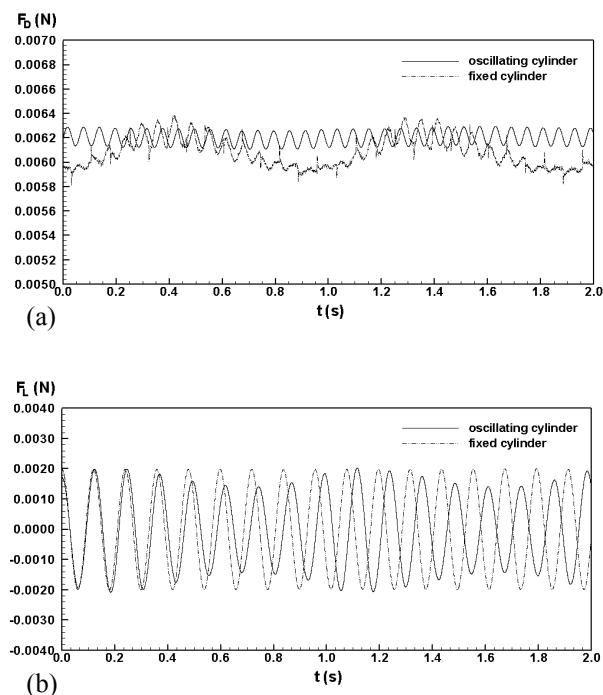 F_D (N)
0.0070
0.0068
0.0066
0.0064
0.0062
0.0060
0.0058
0.0056
0.0054
0.0052
0.0050
oscillating cylinder
fixed cylinder
0.0 0.2 0.4 0.6 0.8 1.0 1.2 1.4 1.6 1.8 2.0
t (s)
(a)
F_L (N)
0.0040
0.0030
0.0020
0.0010
0.0000
-0.0010
-0.0020
-0.0030
-0.0040
oscillating cylinder
fixed cylinder
0.0 0.2 0.4 0.6 0.8 1.0 1.2 1.4 1.6 1.8 2.0
t (s)
(b)